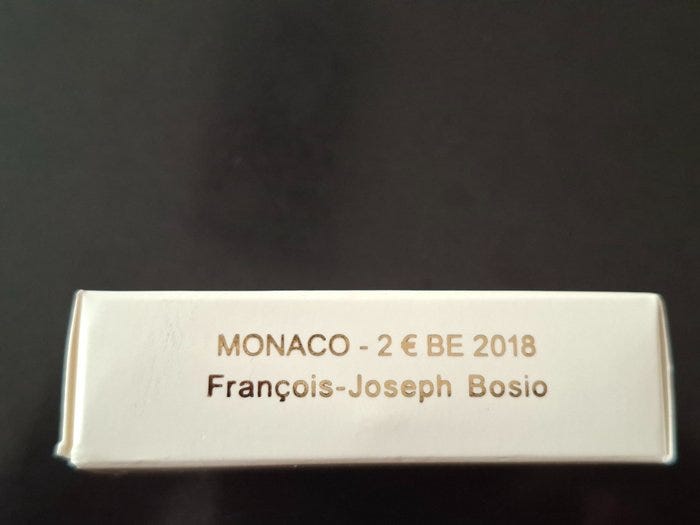 MONACO - 2 € BE 2018
François-Joseph Bosio